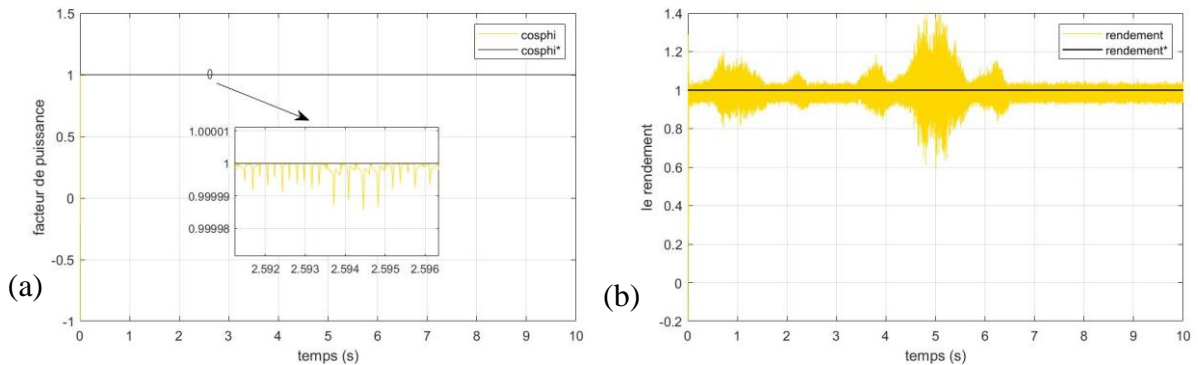 (a)
facteur de puissance
1.5
1
0.5
0
-0.5
-1
cosphi
cosphi*
0
1.00001
1
0.99999
0.99998
2.592 2.593 2.594 2.595 2.596
0 1 2 3 4 5 6 7 8 9 10
temps (s)
(b)
le rendement
1.4
1.2
1
0.8
0.6
0.4
0.2
0
-0.2
rendement
rendement*
0 1 2 3 4 5 6 7 8 9 10
temps (s)